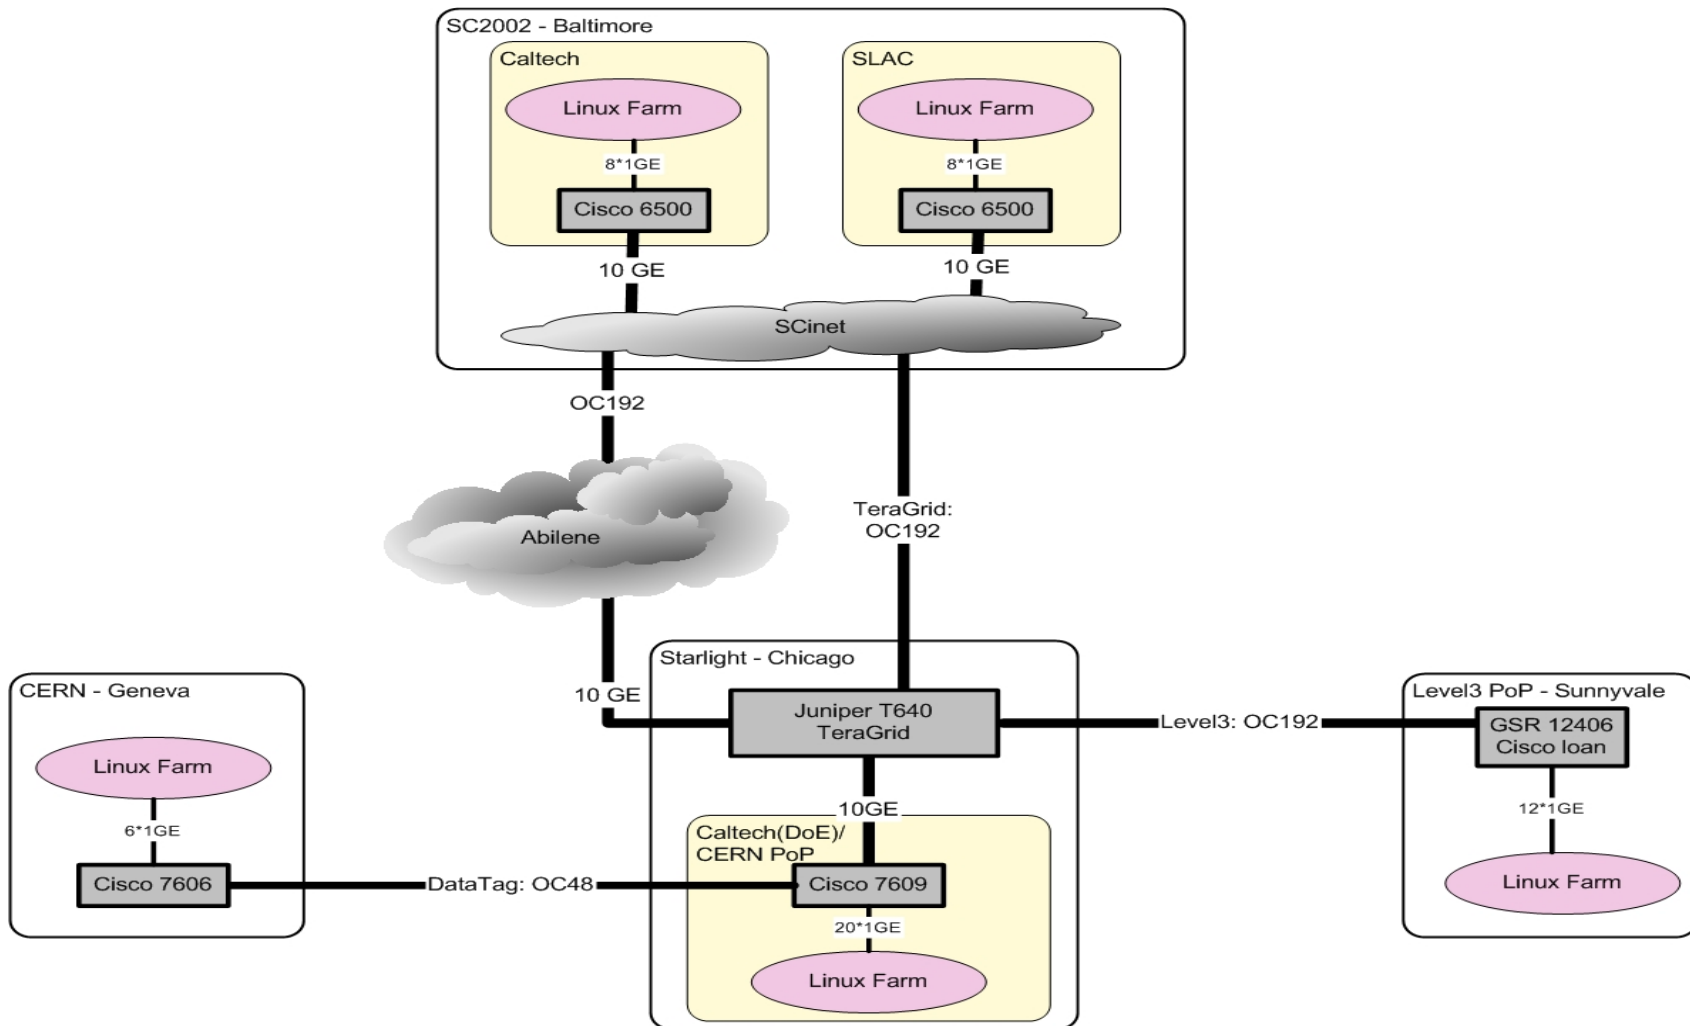 SC2002 - Baltimore
Caltech
Linux Farm
8*1GE
Cisco 6500
10 GE
SLAC
Linux Farm
8*1GE
Cisco 6500
10 GE
SCinet
OC192
Abilene
10 GE
TeraGrid:
OC192
Starlight - Chicago
Juniper T640
TeraGrid
10GE
Caltech(DoE)/
CERN PoP
Cisco 7609
20*1GE
Linux Farm
CERN - Geneva
Linux Farm
6*1GE
Cisco 7606
DataTag: OC48
Level3: OC192
Level3 PoP - Sunnyvale
GSR 12406
Cisco loan
12*1GE
Linux Farm